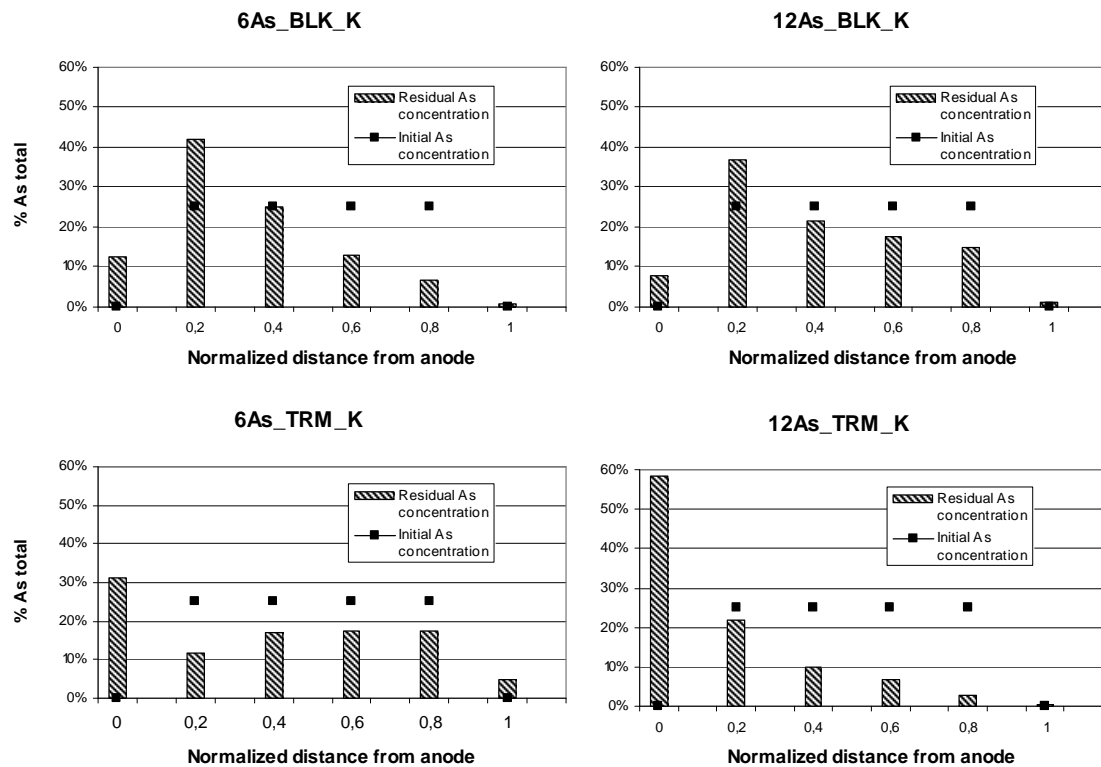 6As_BLK_K
60%
50%
40%
30%
20%
10%
0%
% As total
Residual As
concentration
Initial As
concentration
0 0,2 0,4 0,6 0,8 1
Normalized distance from anode
12As_BLK_K
60%
50%
40%
30%
20%
10%
0%
Residual As
concentration
Initial As
concentration
0 0,2 0,4 0,6 0,8 1
Normalized distance from anode
6As_TRM_K
60%
50%
40%
30%
20%
10%
0%
% As total
Residual As
concentration
Initial As
concentration
0 0,2 0,4 0,6 0,8 1
Normalized distance from anode
12As_TRM_K
60%
50%
40%
30%
20%
10%
0%
Residual As
concentration
Initial As
concentration
0 0,2 0,4 0,6 0,8 1
Normalized distance from anode